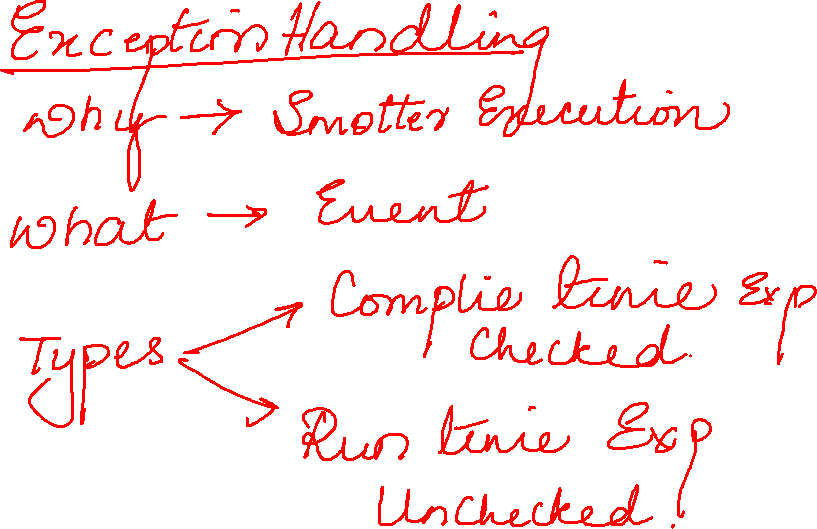 Exception Handling
Why → Smotter Execution
What → Event
Complie time Exp
Checked.
Types
Run time Exp
Unchecked!